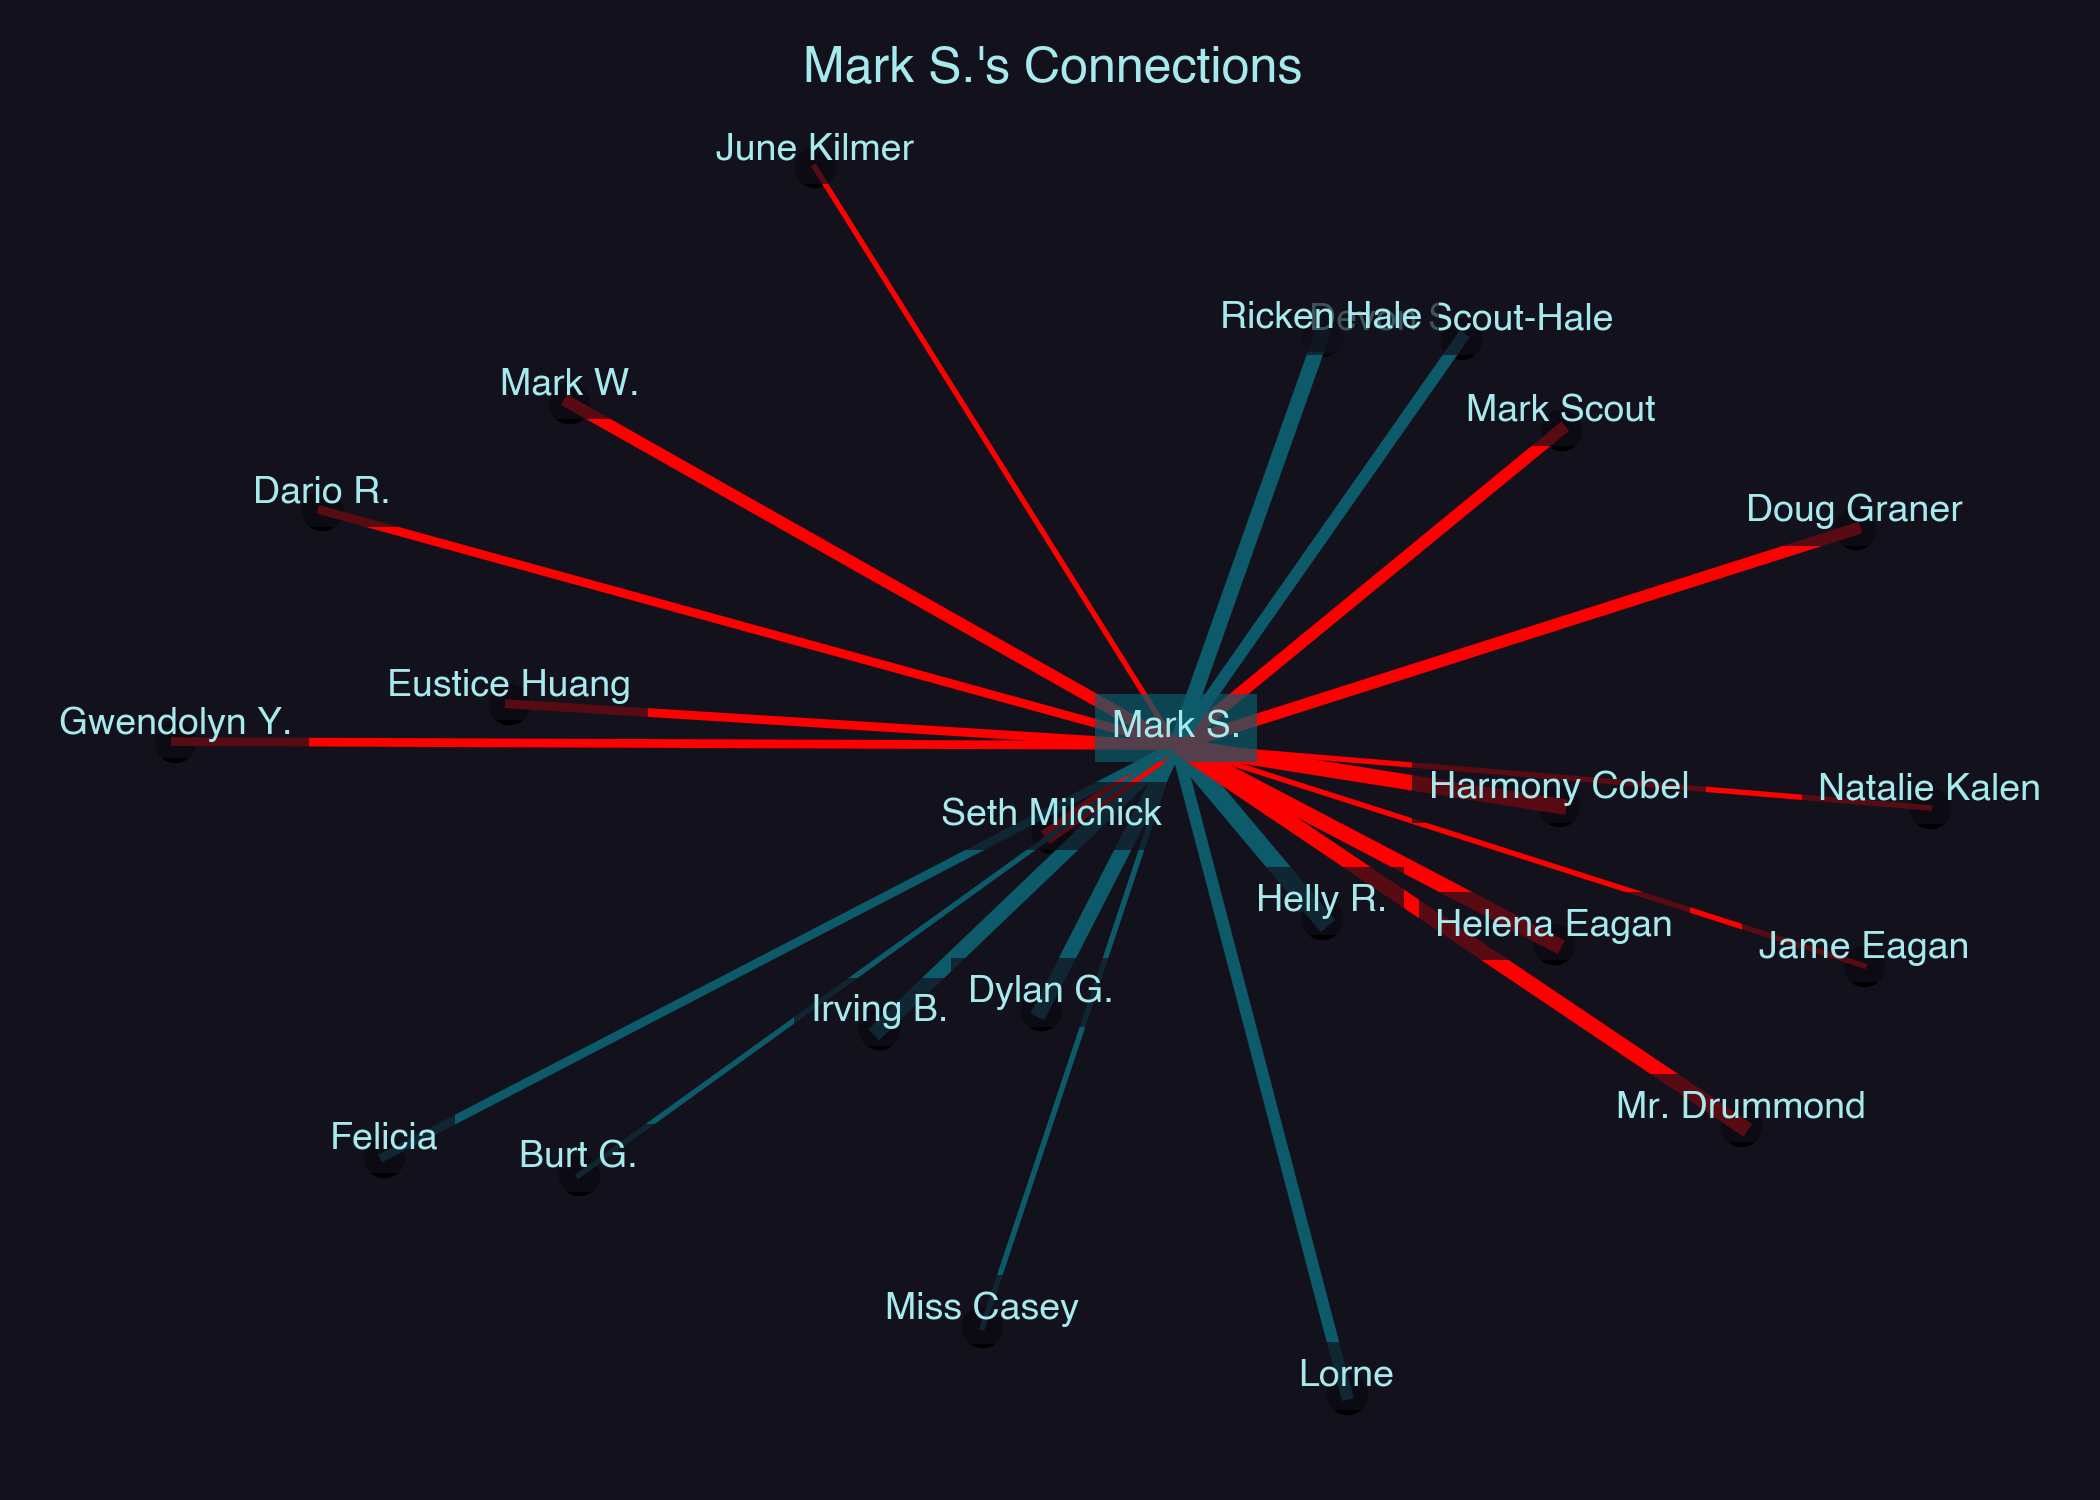 Mark S.'s Connections
June Kilmer
Ricken Hale
Devon Scout-Hale
Mark W.
Mark Scout
Dario R.
Doug Graner
Eustice Huang
Gwendolyn Y.
Mark S.
Harmony Cobel
Natalie Kalen
Seth Milchick
Helly R.
Helena Eagan
Jame Eagan
Dylan G.
Irving B.
Mr. Drummond
Felicia
Burt G.
Miss Casey
Lorne